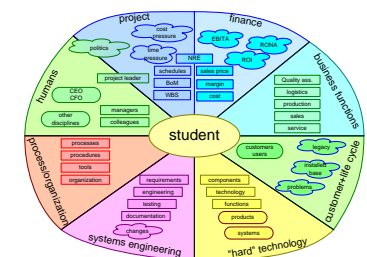 project
cost
pressure
politics
time
pressure
NRE
schedules
BoM
WBS
finance
EBITA
RONA
ROI
sales price
margin
cost
business functions
Quality ass.
logistics
production
sales
service
humans
project leader
CEO
CFO
managers
colleagues
other
disciplines
student
customers
users
legacy
installed
base
problems
customer+life cycle
process/organization
processes
procedures
tools
organization
requirements
engineering
testing
documentation
changes
systems engineering
components
technology
functions
products
systems
"hard" technology